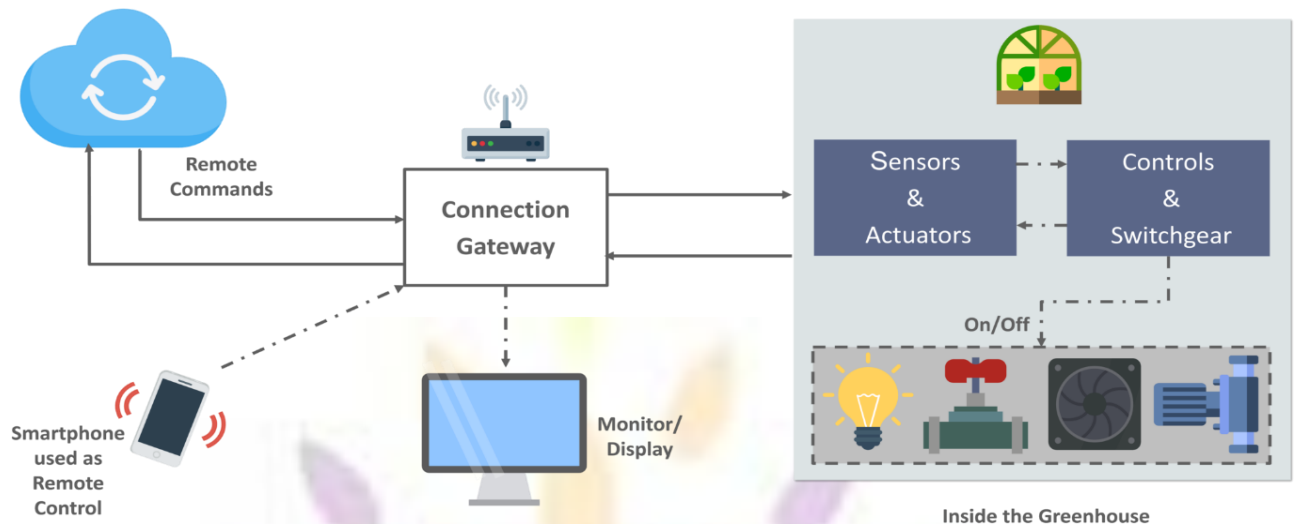 Remote
Commands
Connection
Gateway
Sensors
&
Actuators
Controls
&
Switchgear
On/Off
Smartphone
used as
Remote
Control
Monitor/
Display
Inside the Greenhouse